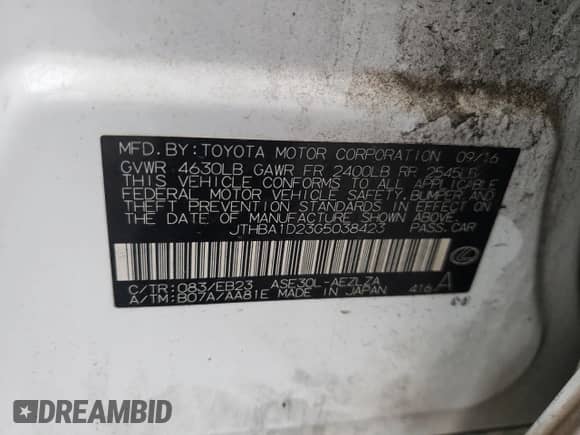 MFD. BY: TOYOTA MOTOR CORPORATION 09/16
GVWR 4630LB GAWR FR 2400LB RR 2545LB
THIS VEHICLE CONFORMS TO ALL APPLICABLE
FEDERAL MOTOR VEHICLE SAFETY, BUMPER AND
THEFT PREVENTION STANDARDS IN EFFECT ON
THE DATE OF MANUFACTURE SHOWN ABOVE.
JTHBA1D23G5038423 PASS. CAR
C/TR: 083/EB23 ASE30L-AEZLZA
A/TM: B07A/AA81E MADE IN JAPAN 416 A
DREAMBID